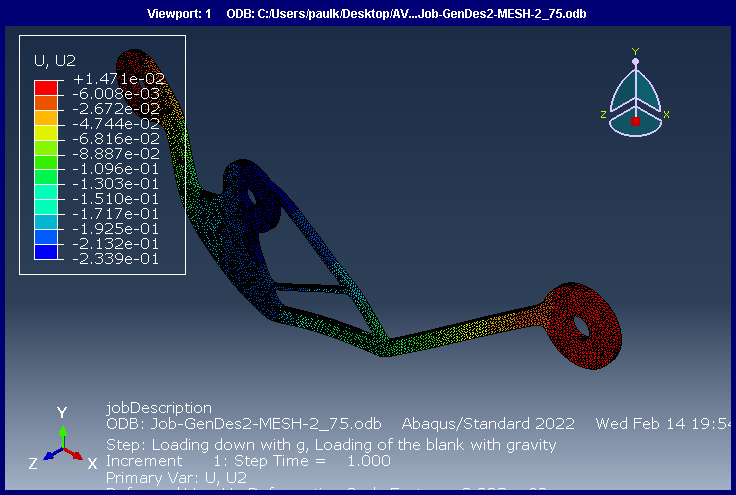 Viewport: 1    ODB: C:/Users/paulk/Desktop/AV...Job-GenDes2-MESH-2_75.odb
U, U2
+1.471e-02
-6.008e-03
-2.672e-02
-4.744e-02
-6.816e-02
-8.887e-02
-1.096e-01
-1.303e-01
-1.510e-01
-1.717e-01
-1.925e-01
-2.132e-01
-2.339e-01
Y
Z X
Y
Z X
jobDescription
ODB: Job-GenDes2-MESH-2_75.odb    Abaqus/Standard 2022    Wed Feb 14 19:54
Step: Loading down with g, Loading of the blank with gravity
Increment    1: Step Time =    1.000
Primary Var: U, U2